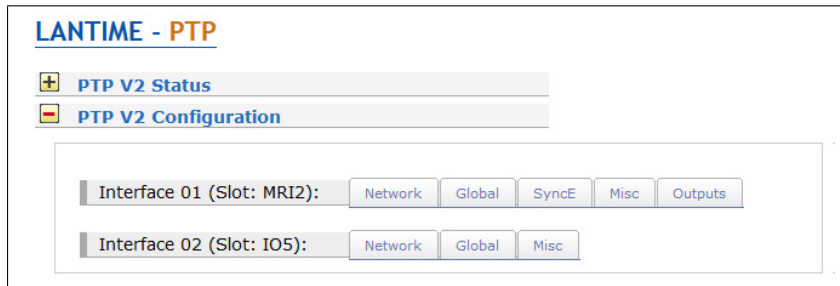 LANTIME - PTP
PTP V2 Status
PTP V2 Configuration
Interface 01 (Slot: MRI2): Network Global SyncE Misc Outputs
Interface 02 (Slot: IO5): Network Global Misc